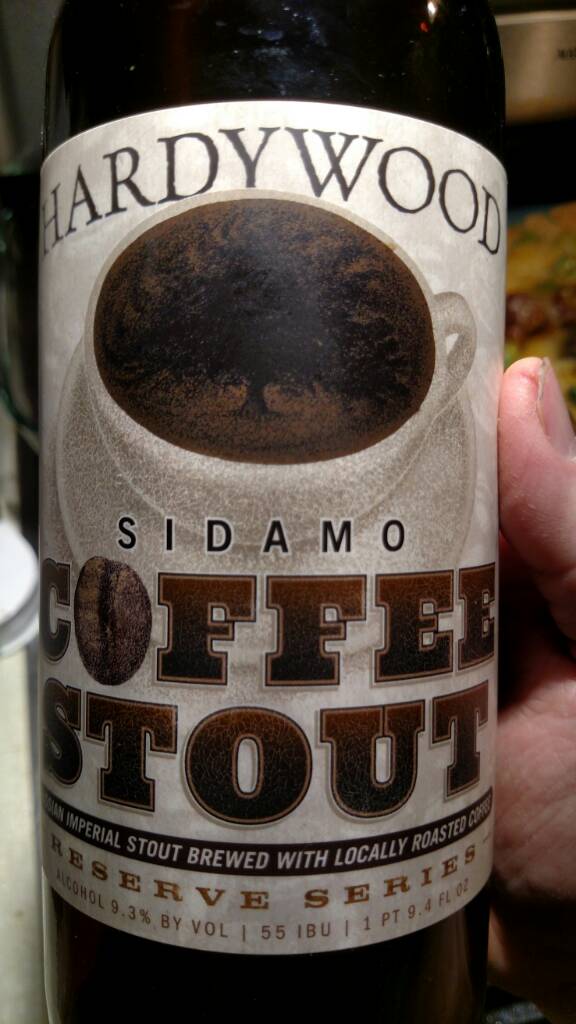 HARDYWOOD
SIDAMO
COFFEE
STOUT
IMPERIAL STOUT BREWED WITH LOCALLY ROASTED COFFEE
RESERVE SERIES
ALCOHOL 9.3% BY VOL | 55 IBU | 1 PT 9.4 FL OZ